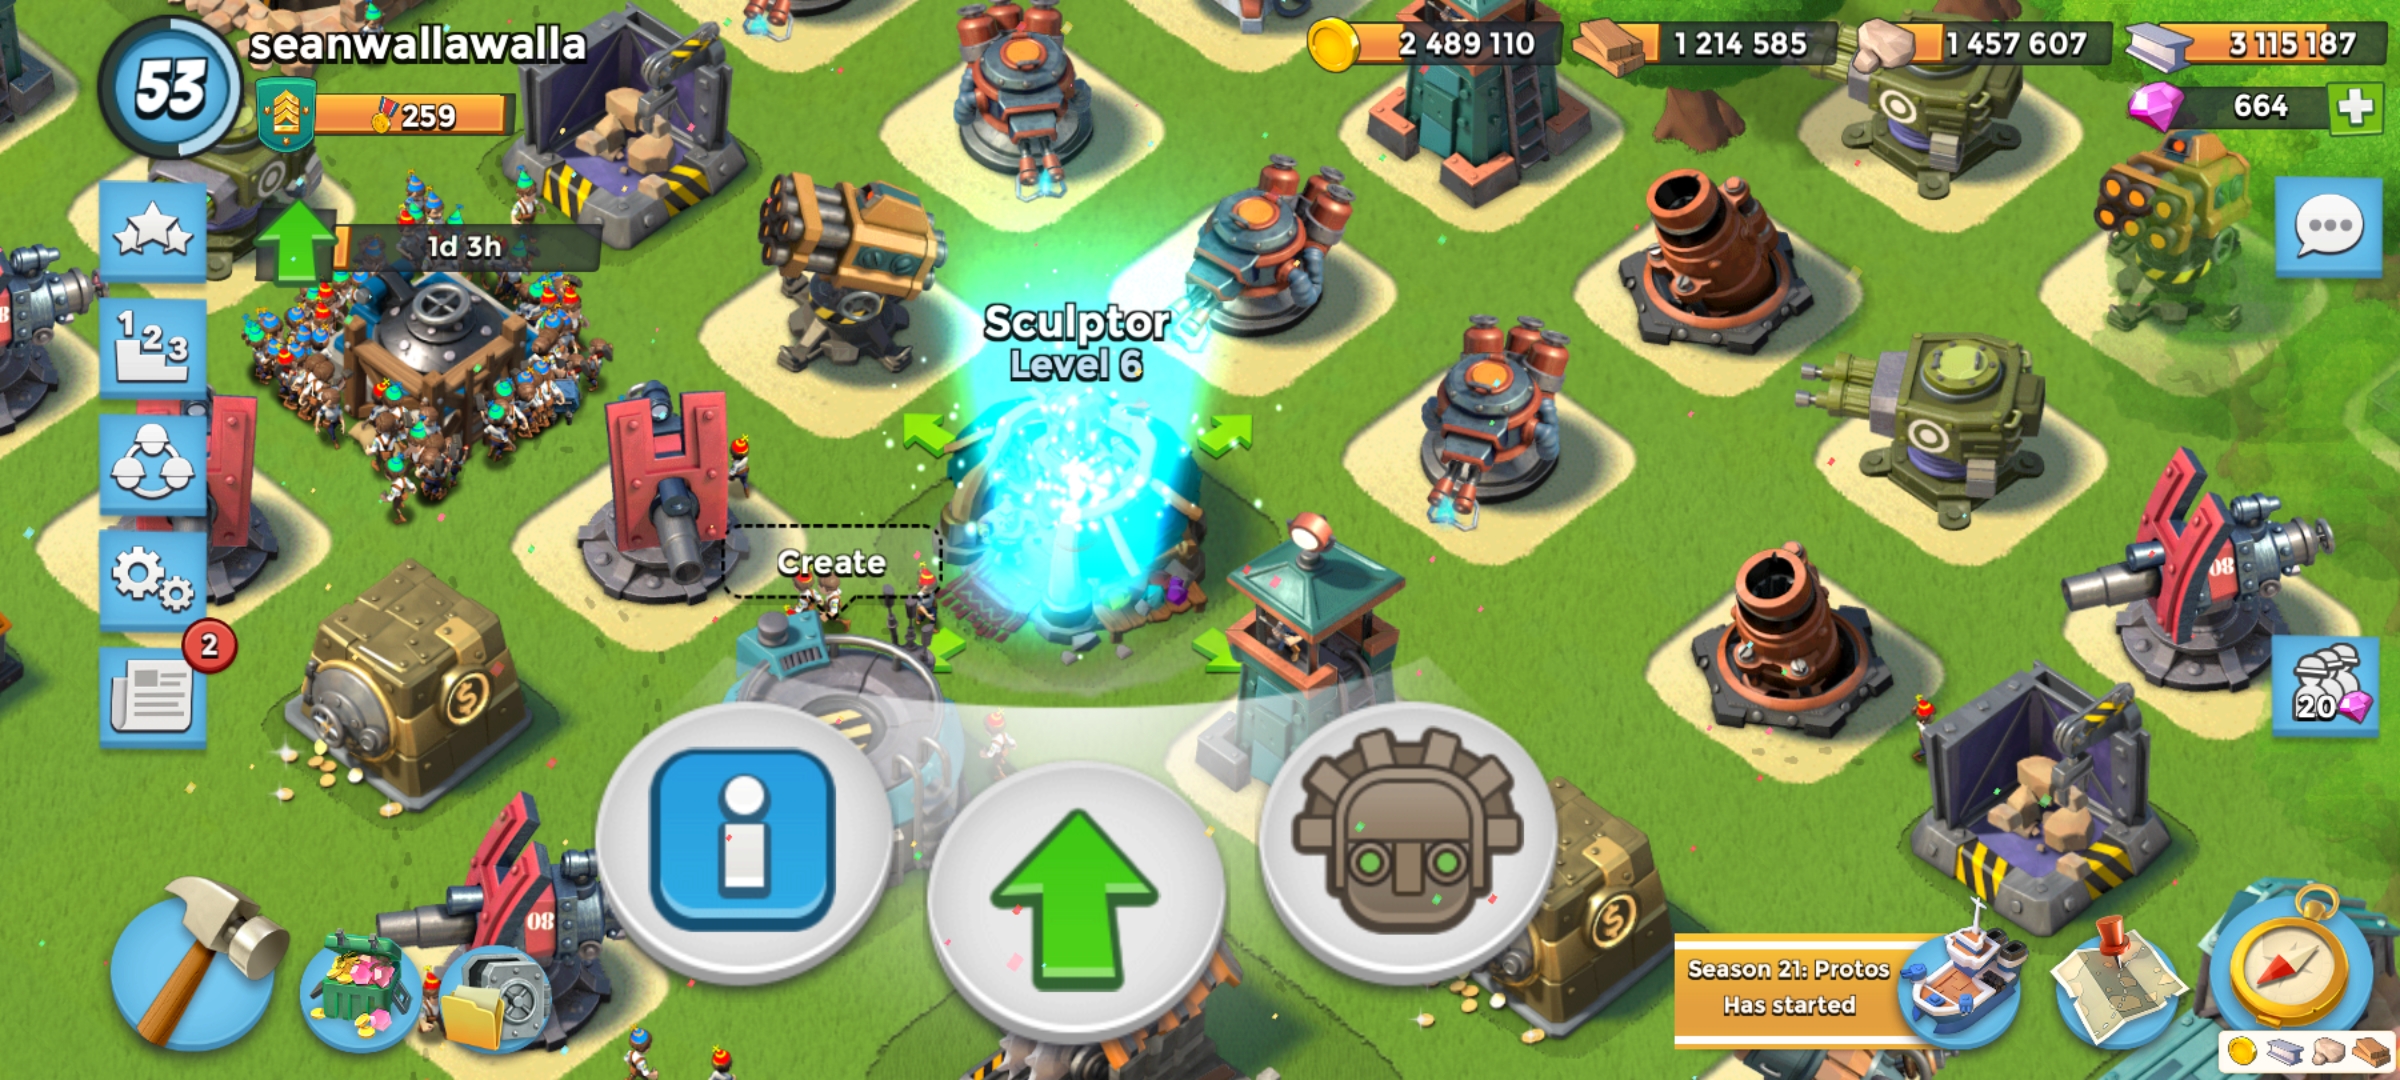 53
seanwallawalla
259
2 489 110
1 214 585
1 457 607
3 115 187
664
1d 3h
123
Sculptor
Level 6
Create
2
08
20
08
Season 21: Protos
Has started